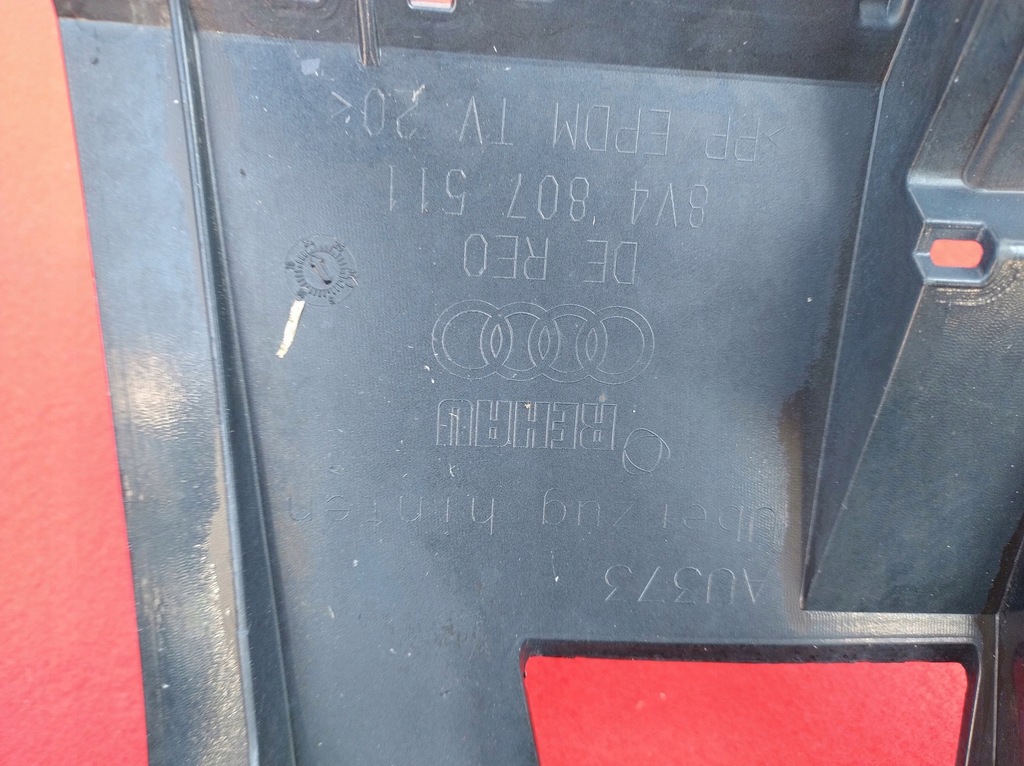 AU373
Überzug hinten
REHAU
DE REO
8V4 807 511
>PP/EPDM TV 20<